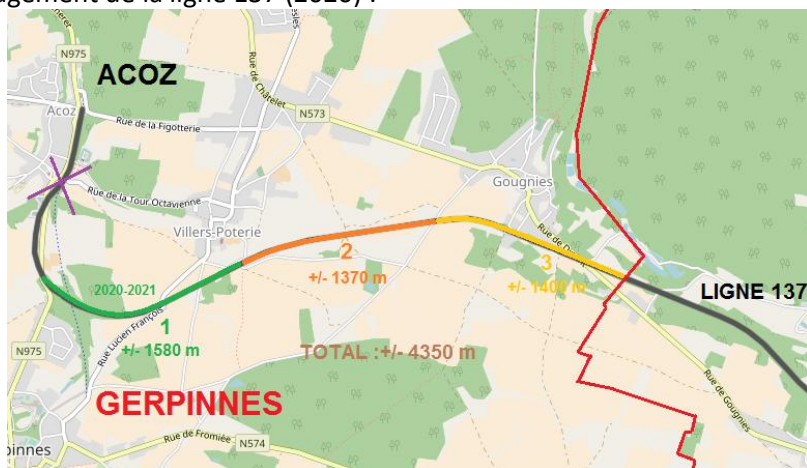 agement de la ligne 137 (2020) :
N975
ACOZ
Acoz
Rue de la Figotterie
Rue de Châtelet
N573
Rue de la Tour Octavienne
Villers-Poterie
Gougnies
2
+/- 1370 m
3
+/- 1400 m
LIGNE 137
2020-2021
1
+/- 1580 m
Rue Lucien François
TOTAL :+/- 4350 m
N975
GERPINNES
Rue de Gougnies
Rue de Fromiée
N574
pinnes